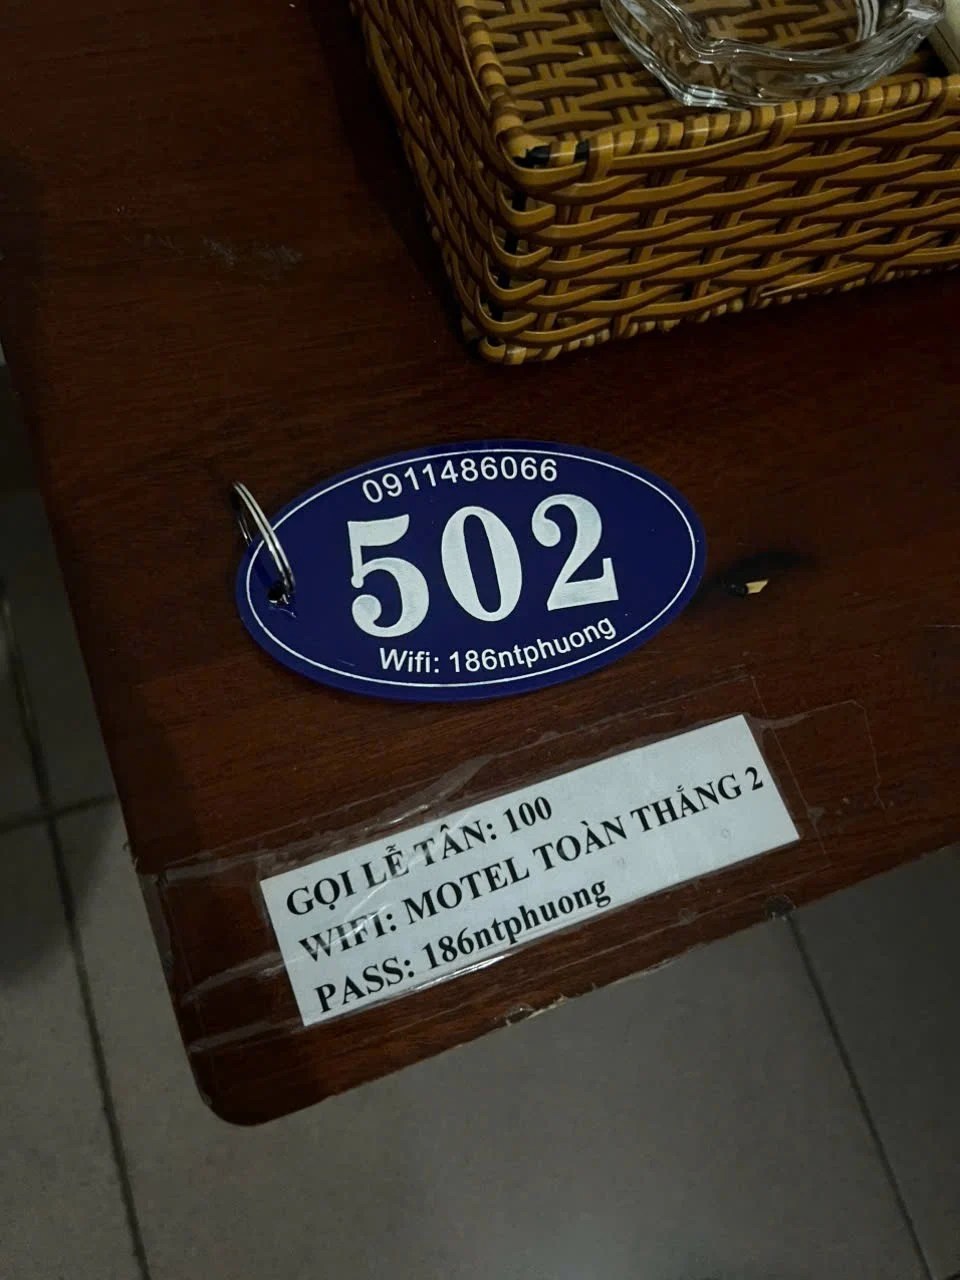 0911486066
502
Wifi: 186ntphuong
GỌI LỄ TÂN: 100
WIFI: MOTEL TOÀN THẮNG 2
PASS: 186ntphuong